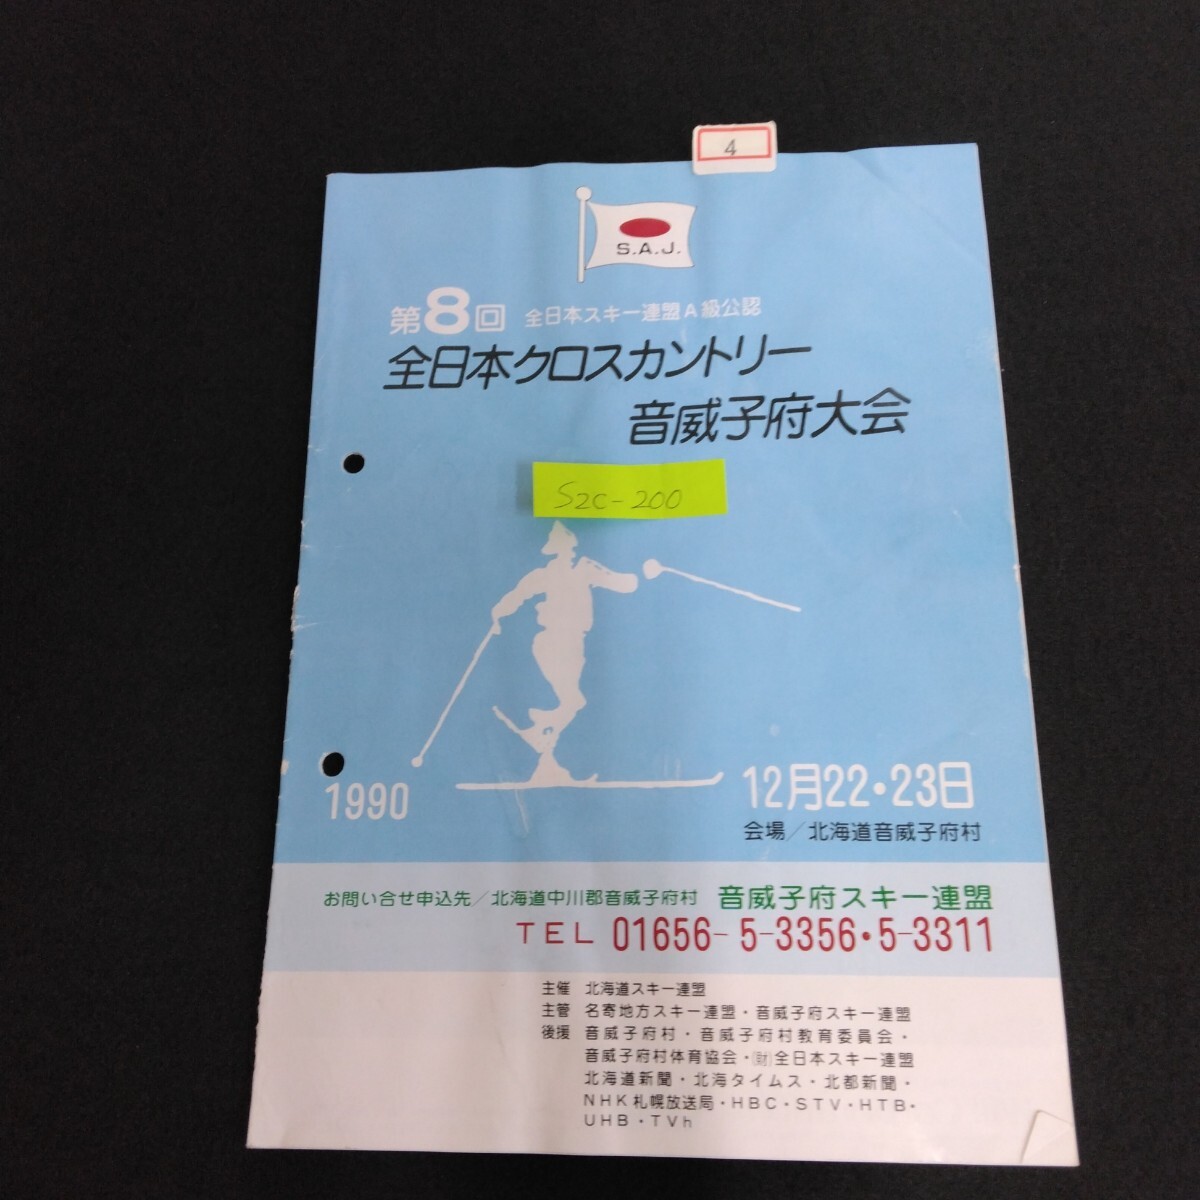 4
S.A.J.
第8回 全日本スキー連盟A級公認
全日本クロスカントリー
音威子府大会
S2C-200
1990
12月22・23日
会場／北海道音威子府村
お問い合せ申込先／北海道中川郡音威子府村 音威子府スキー連盟
TEL 01656-5-3356・5-3311
主催 北海道スキー連盟
主管 名寄地方スキー連盟・音威子府スキー連盟
後援 音威子府村・音威子府村教育委員会・
音威子府村体育協会・(財)全日本スキー連盟
北海道新聞・北海タイムス・北都新聞・
NHK札幌放送局・HBC・STV・HTB・
UHB・TVh